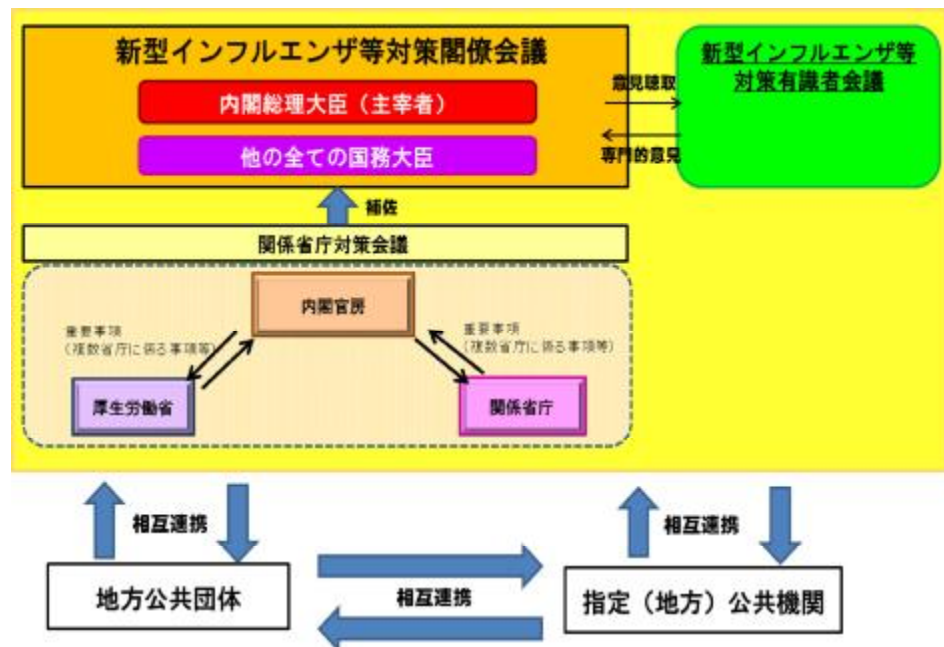 新型インフルエンザ等対策閣僚会議
内閣総理大臣（主宰者）
他の全ての国務大臣
意見聴取
専門的意見
新型インフルエンザ等
対策有識者会議
補佐
関係省庁対策会議
内閣官房
重要事項
（複数省庁に係る事項等）
重要事項
（複数省庁に係る事項等）
厚生労働省
関係省庁
相互連携
相互連携
地方公共団体
相互連携
指定（地方）公共機関